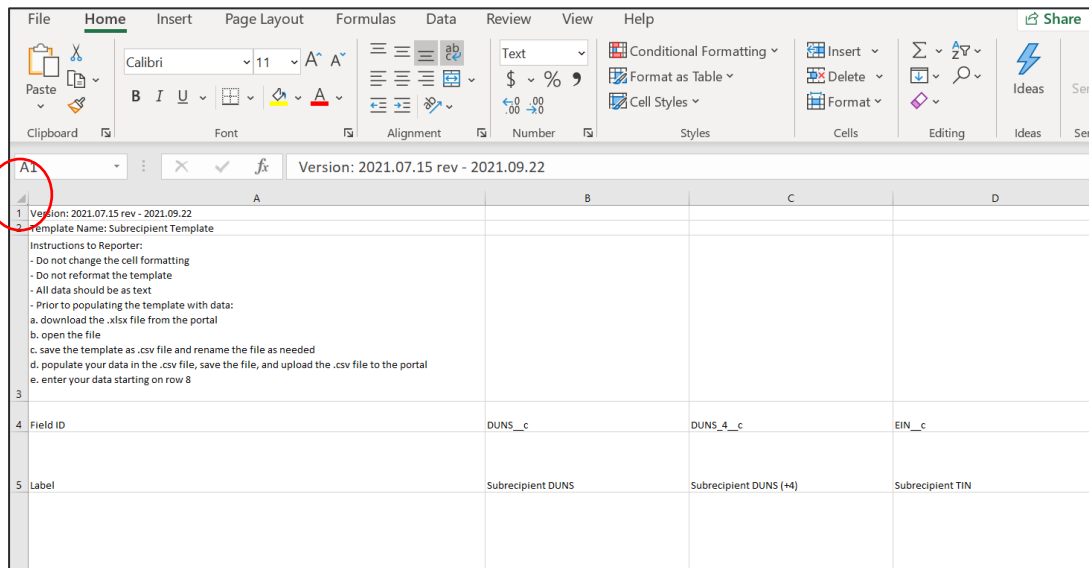 File Home Insert Page Layout Formulas Data Review View Help Share
Calibri 11 A^ A˅ ab Text Conditional Formatting Insert Σ
Paste $ % 9 Format as Table Delete Ideas
B I U A .00 .00 Cell Styles Format
Clipboard Font Alignment Number Styles Cells Editing Ideas
A1 fx Version: 2021.07.15 rev - 2021.09.22
A B C D
1 Version: 2021.07.15 rev - 2021.09.22
2 Template Name: Subrecipient Template
Instructions to Reporter:
- Do not change the cell formatting
- Do not reformat the template
- All data should be as text
- Prior to populating the template with data:
a. download the .xlsx file from the portal
b. open the file
c. save the template as .csv file and rename the file as needed
d. populate your data in the .csv file, save the file, and upload the .csv file to the portal
e. enter your data starting on row 8
3
4 Field ID DUNS__c DUNS_4__c EIN__c
5 Label Subrecipient DUNS Subrecipient DUNS (+4) Subrecipient TIN